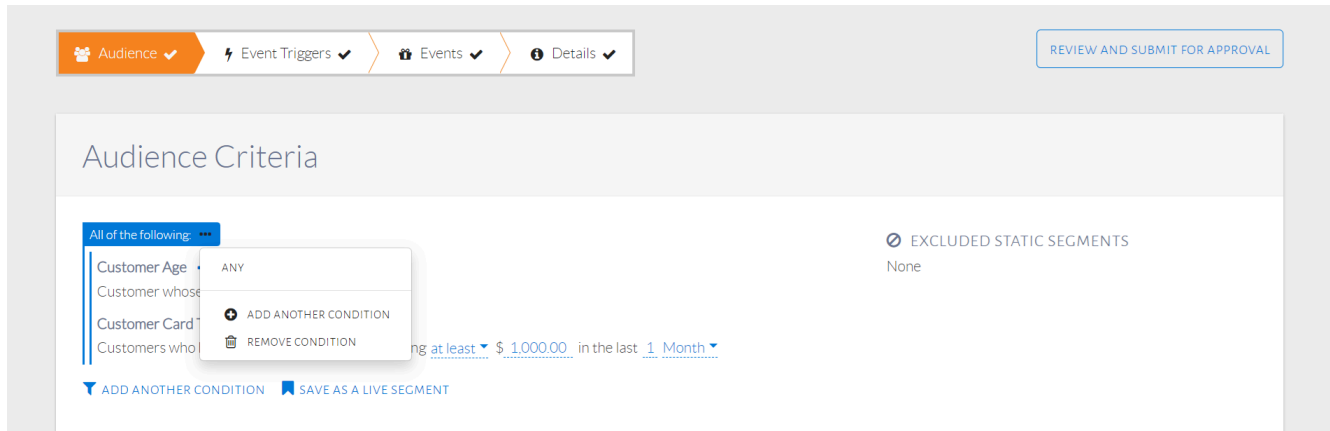 Audience
Event Triggers
Events
Details
REVIEW AND SUBMIT FOR APPROVAL
Audience Criteria
All of the following:
EXCLUDED STATIC SEGMENTS
None
Customer Age
ANY
Customer whose
ADD ANOTHER CONDITION
Customer Card
REMOVE CONDITION
Customers who
at least $ 1,000.00 in the last 1 Month
ADD ANOTHER CONDITION SAVE AS A LIVE SEGMENT